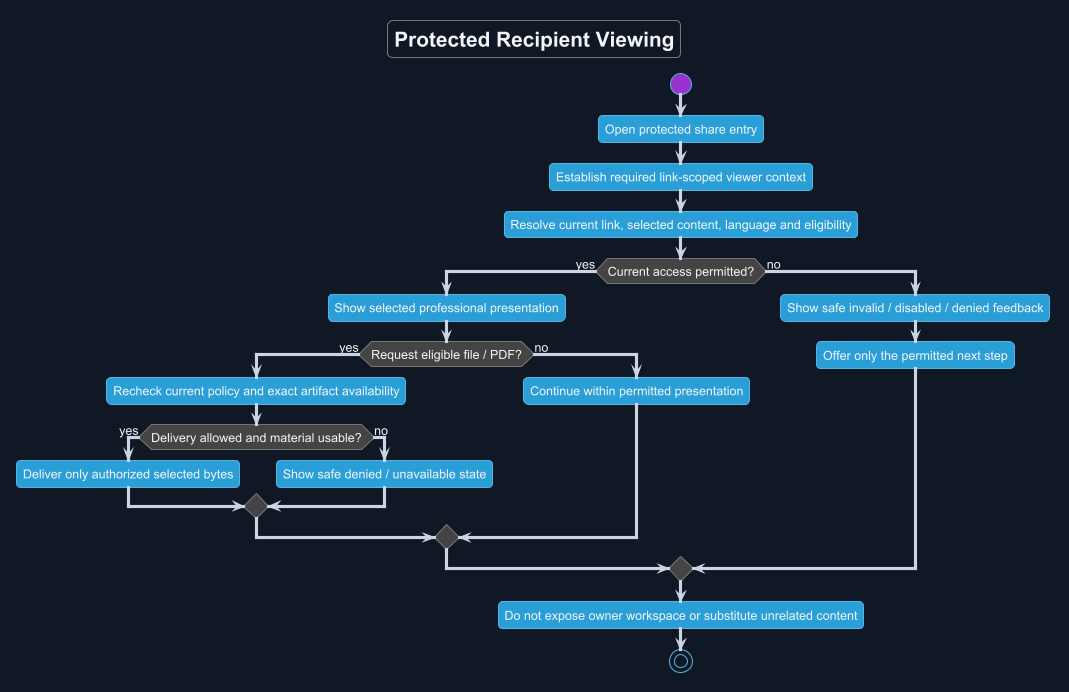 Protected Recipient Viewing
Open protected share entry
Establish required link-scoped viewer context
Resolve current link, selected content, language and eligibility
yes
Current access permitted?
no
Show selected professional presentation
Show safe invalid / disabled / denied feedback
yes
Request eligible file / PDF?
no
Offer only the permitted next step
Recheck current policy and exact artifact availability
Continue within permitted presentation
yes
Delivery allowed and material usable?
no
Deliver only authorized selected bytes
Show safe denied / unavailable state
Do not expose owner workspace or substitute unrelated content